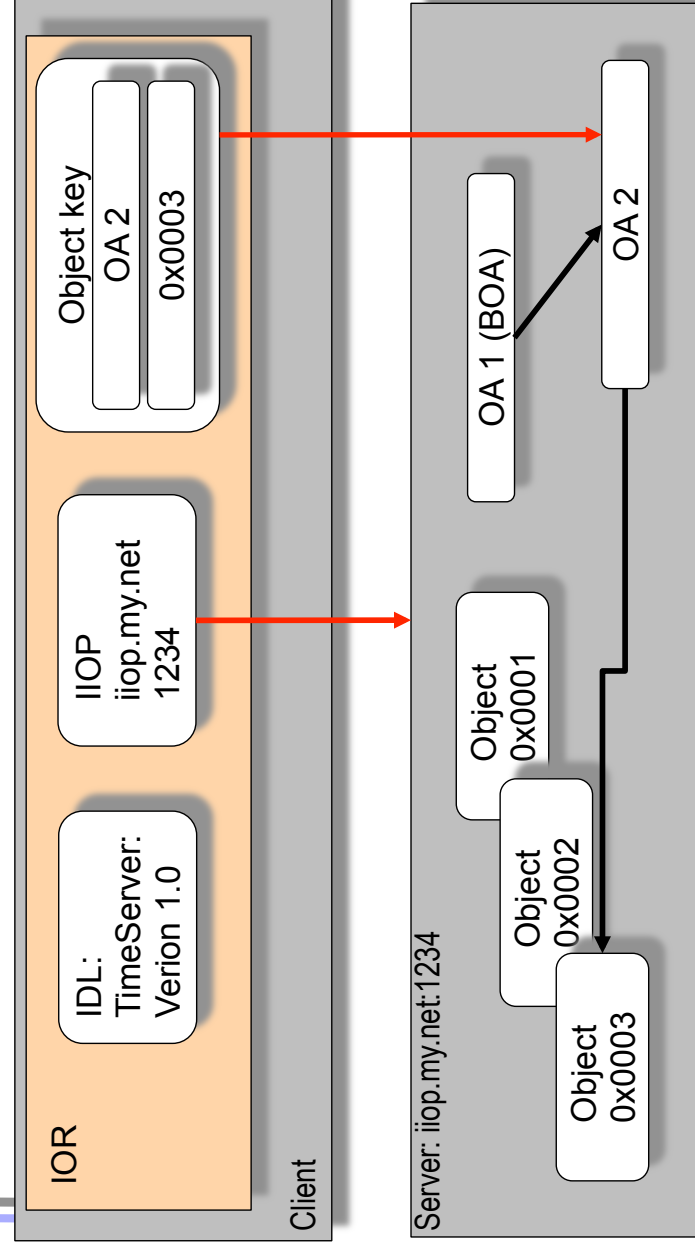 IOR
IDL:
TimeServer:
Verion 1.0
IIOP
iiop.my.net
1234
Object key
OA 2
0x0003
Client
Server: iiop.my.net:1234
Object
0x0003
Object
0x0002
Object
0x0001
OA 1 (BOA)
OA 2